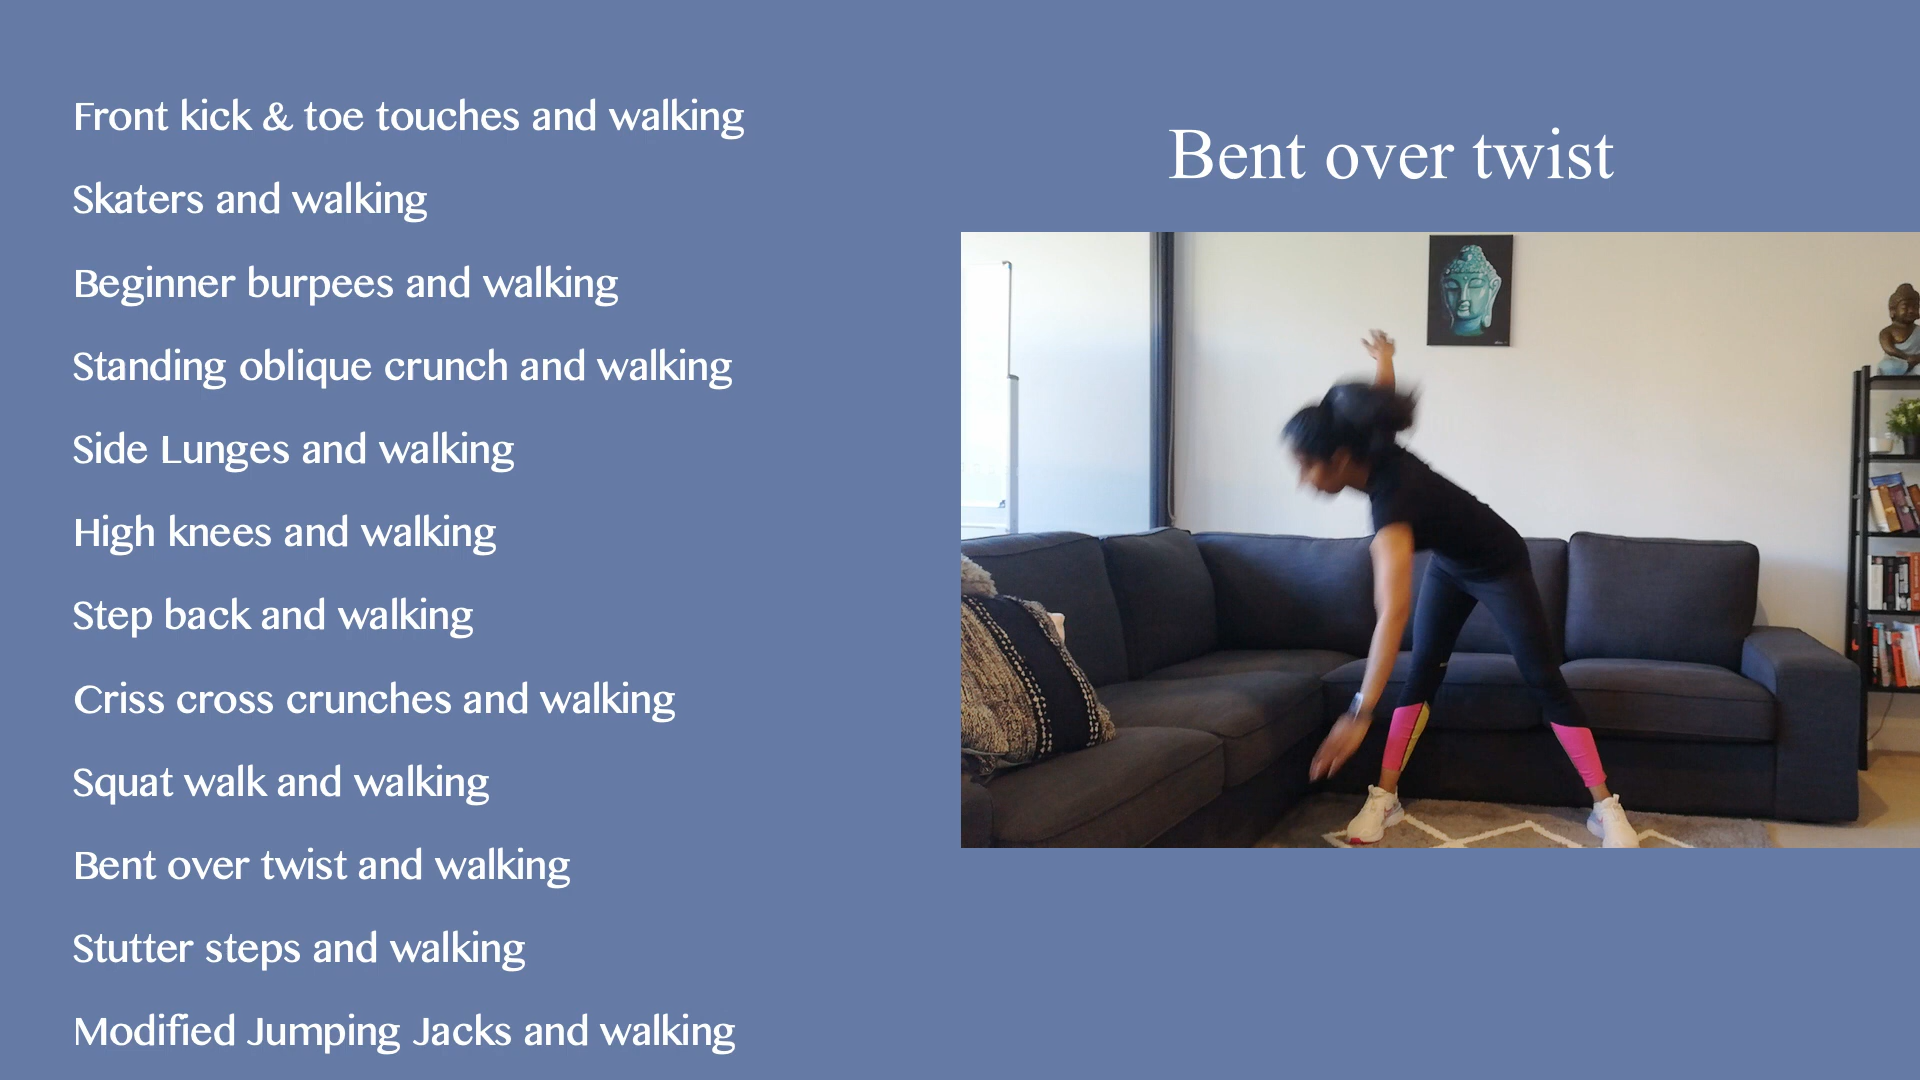 Front kick & toe touches and walking
Skaters and walking
Beginner burpees and walking
Standing oblique crunch and walking
Side Lunges and walking
High knees and walking
Step back and walking
Criss cross crunches and walking
Squat walk and walking
Bent over twist and walking
Stutter steps and walking
Modified Jumping Jacks and walking
Bent over twist